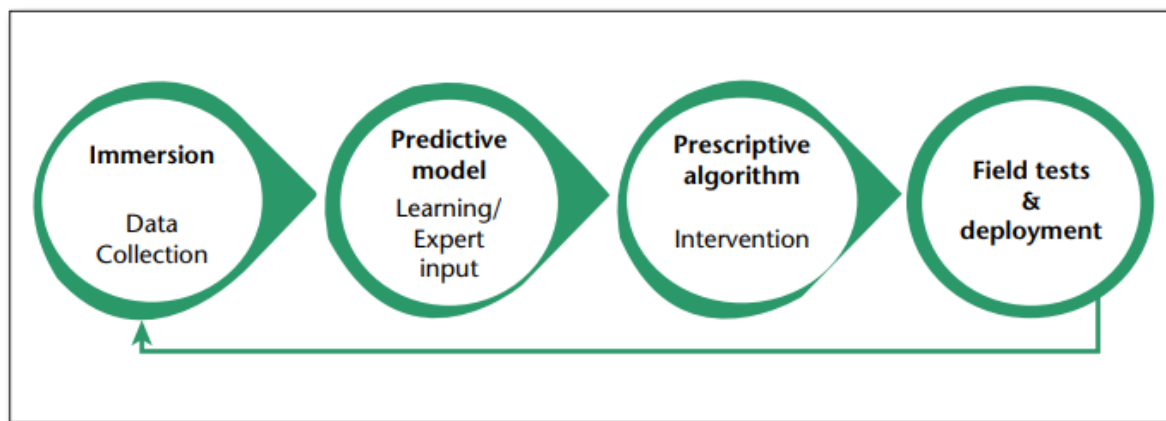 Immersion
Data
Collection
Predictive
model
Learning/
Expert
input
Prescriptive
algorithm
Intervention
Field tests
&
deployment